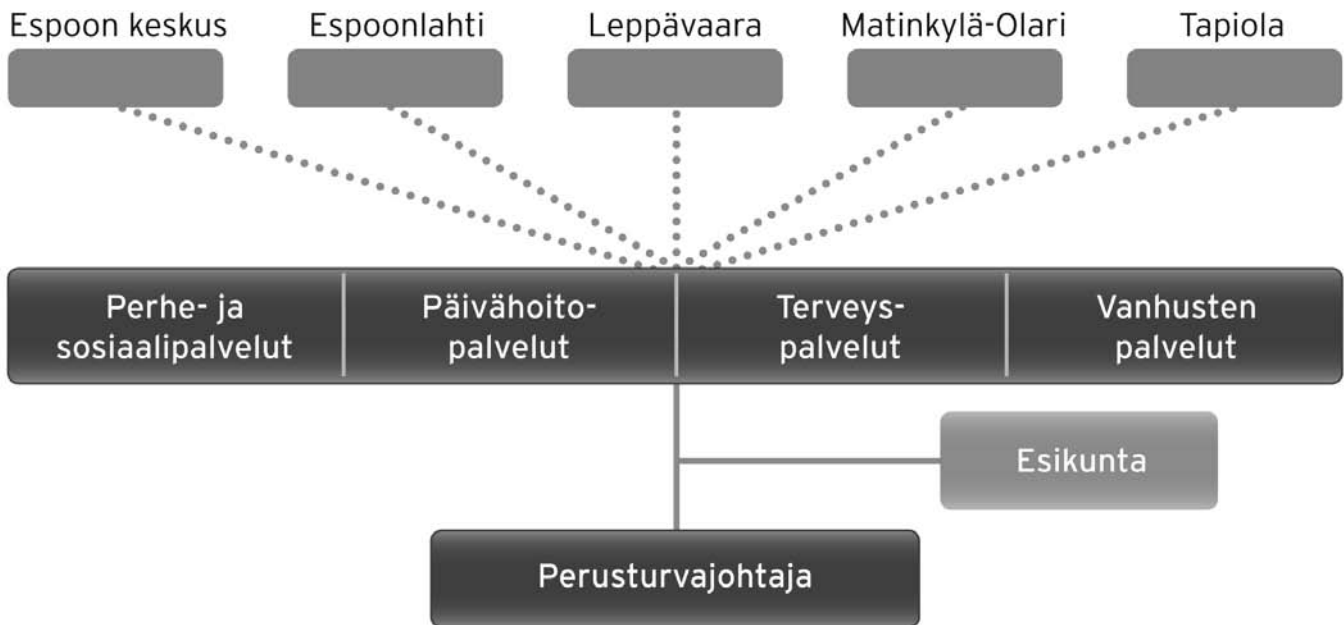 Espoon keskus
Espoonlahti
Leppävaara
Matinkylä-Olari
Tapiola
Perhe- ja
sosiaalipalvelut
Päivähoito-
palvelut
Terveys-
palvelut
Vanhusten
palvelut
Esikunta
Perusturvajohtaja